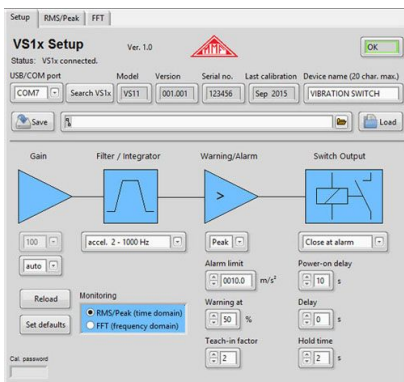 Setup RMS/Peak FFT
VS1x Setup Ver. 1.0 MMF OK
Status: VS1x connected.
USB/COM port Model Version Serial no. Last calibration Device name (20 char. max.)
COM7 Search VS1x VS11 001.001 123456 Sep 2015 VIBRATION SWITCH
Save Load
Gain Filter / Integrator Warning/Alarm Switch Output
>
100 accel. 2 - 1000 Hz Peak Close at alarm
auto Alarm limit Power-on delay
0010.0 m/s² 10 s
Reload Monitoring Warning at Delay
RMS/Peak (time domain) 50 % 0 s
Set defaults FFT (frequency domain)
Teach-in factor Hold time
Cal. password 2 2 s